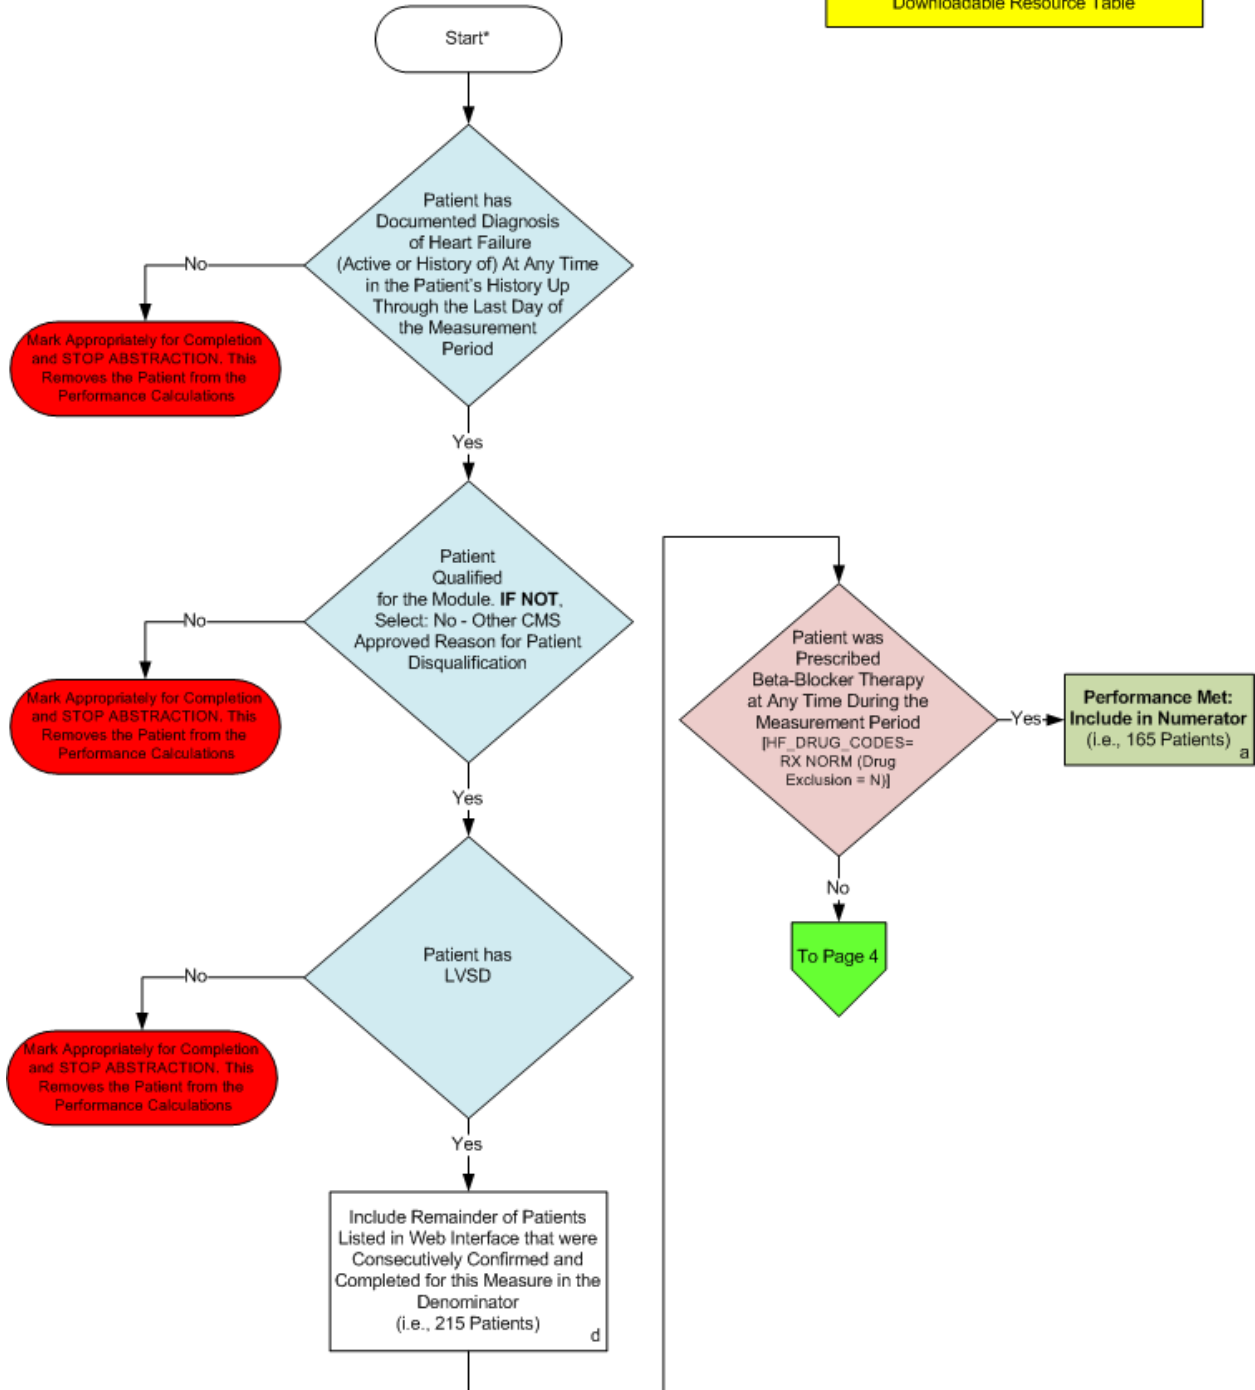 Downloadable Resource Table
Start*
Patient has
Documented Diagnosis
of Heart Failure
(Active or History of) At Any Time
in the Patient's History Up
Through the Last Day of
the Measurement
Period
No
Mark Appropriately for Completion
and STOP ABSTRACTION. This
Removes the Patient from the
Performance Calculations
Yes
Patient
Qualified
for the Module. IF NOT,
Select: No - Other CMS
Approved Reason for Patient
Disqualification
No
Mark Appropriately for Completion
and STOP ABSTRACTION. This
Removes the Patient from the
Performance Calculations
Yes
Patient has
LVSD
No
Mark Appropriately for Completion
and STOP ABSTRACTION. This
Removes the Patient from the
Performance Calculations
Yes
Include Remainder of Patients
Listed in Web Interface that were
Consecutively Confirmed and
Completed for this Measure in the
Denominator
(i.e., 215 Patients)
d
Patient was
Prescribed
Beta-Blocker Therapy
at Any Time During the
Measurement Period
[HF_DRUG_CODES=
RX NORM (Drug
Exclusion = N)]
Yes
Performance Met:
Include in Numerator
(i.e., 165 Patients)
a
No
To Page 4